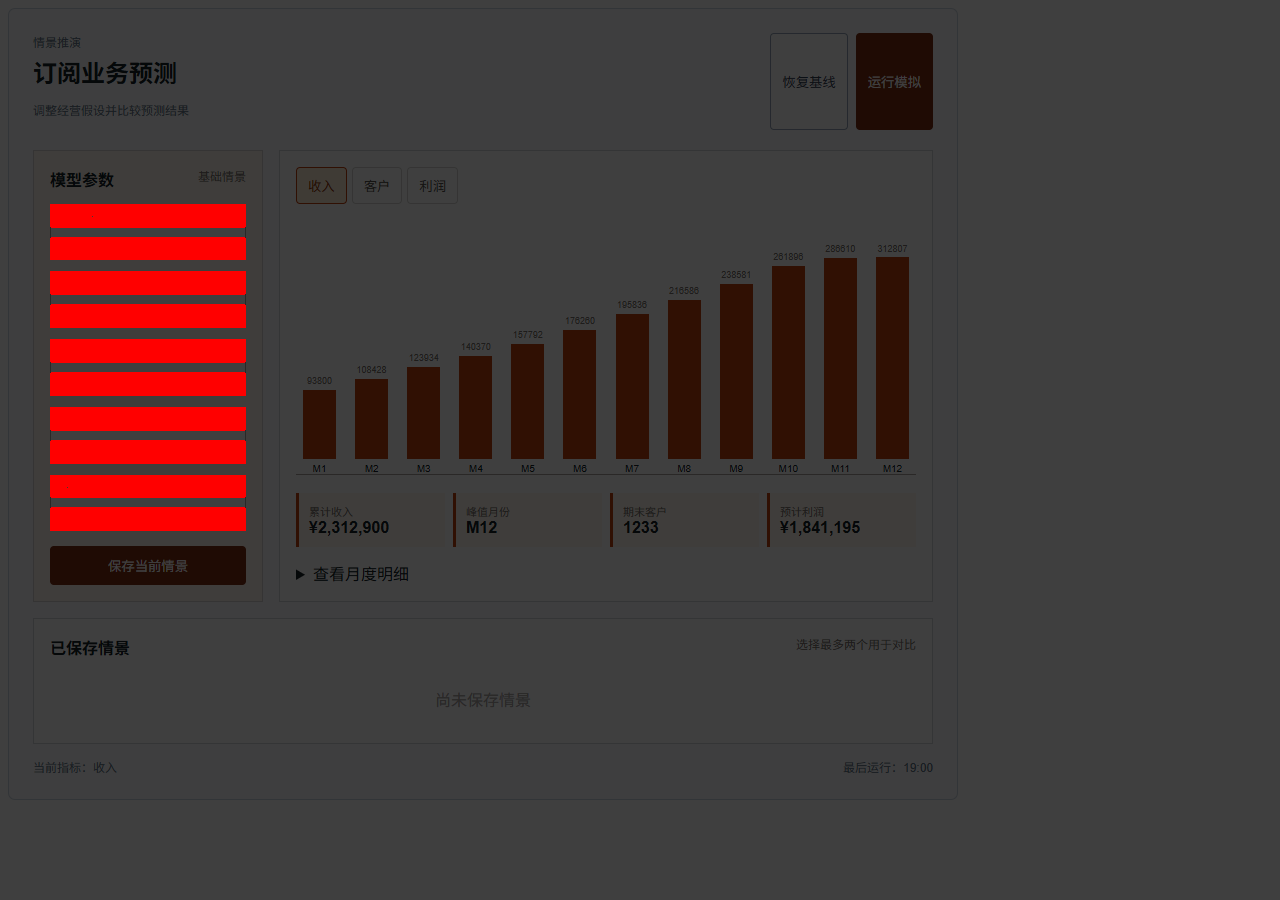 情景推演
订阅业务预测
调整经营假设并比较预测结果
恢复基线
运行模拟
模型参数
基础情景
保存当前情景
收入
客户
利润
93800
108428
123934
140370
157792
176260
195836
216586
238581
261896
286610
312807
M1
M2
M3
M4
M5
M6
M7
M8
M9
M10
M11
M12
累计收入
¥2,312,900
峰值月份
M12
期末客户
1233
预计利润
¥1,841,195
查看月度明细
已保存情景
选择最多两个用于对比
尚未保存情景
当前指标：收入
最后运行：19:00